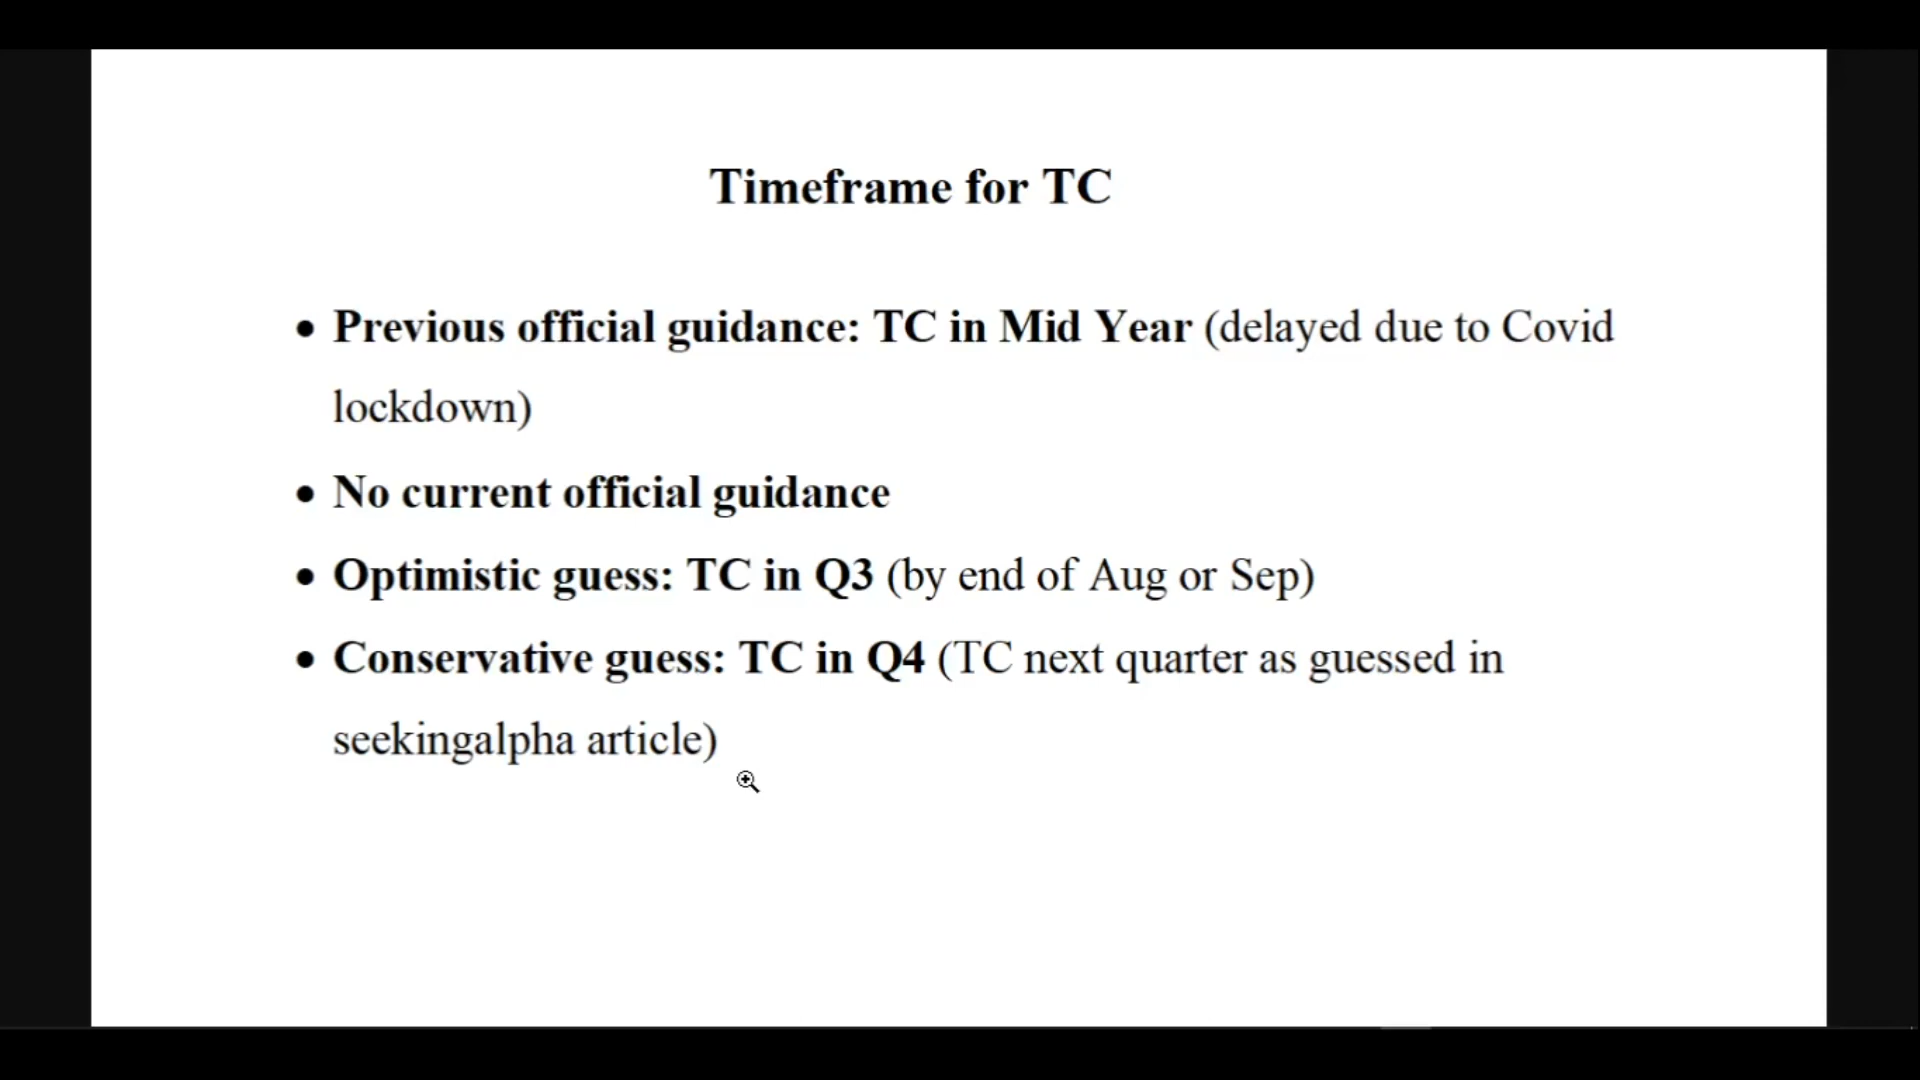 Timeframe for TC
• Previous official guidance: TC in Mid Year (delayed due to Covid
lockdown)
• No current official guidance
• Optimistic guess: TC in Q3 (by end of Aug or Sep)
• Conservative guess: TC in Q4 (TC next quarter as guessed in
seekingalpha article)